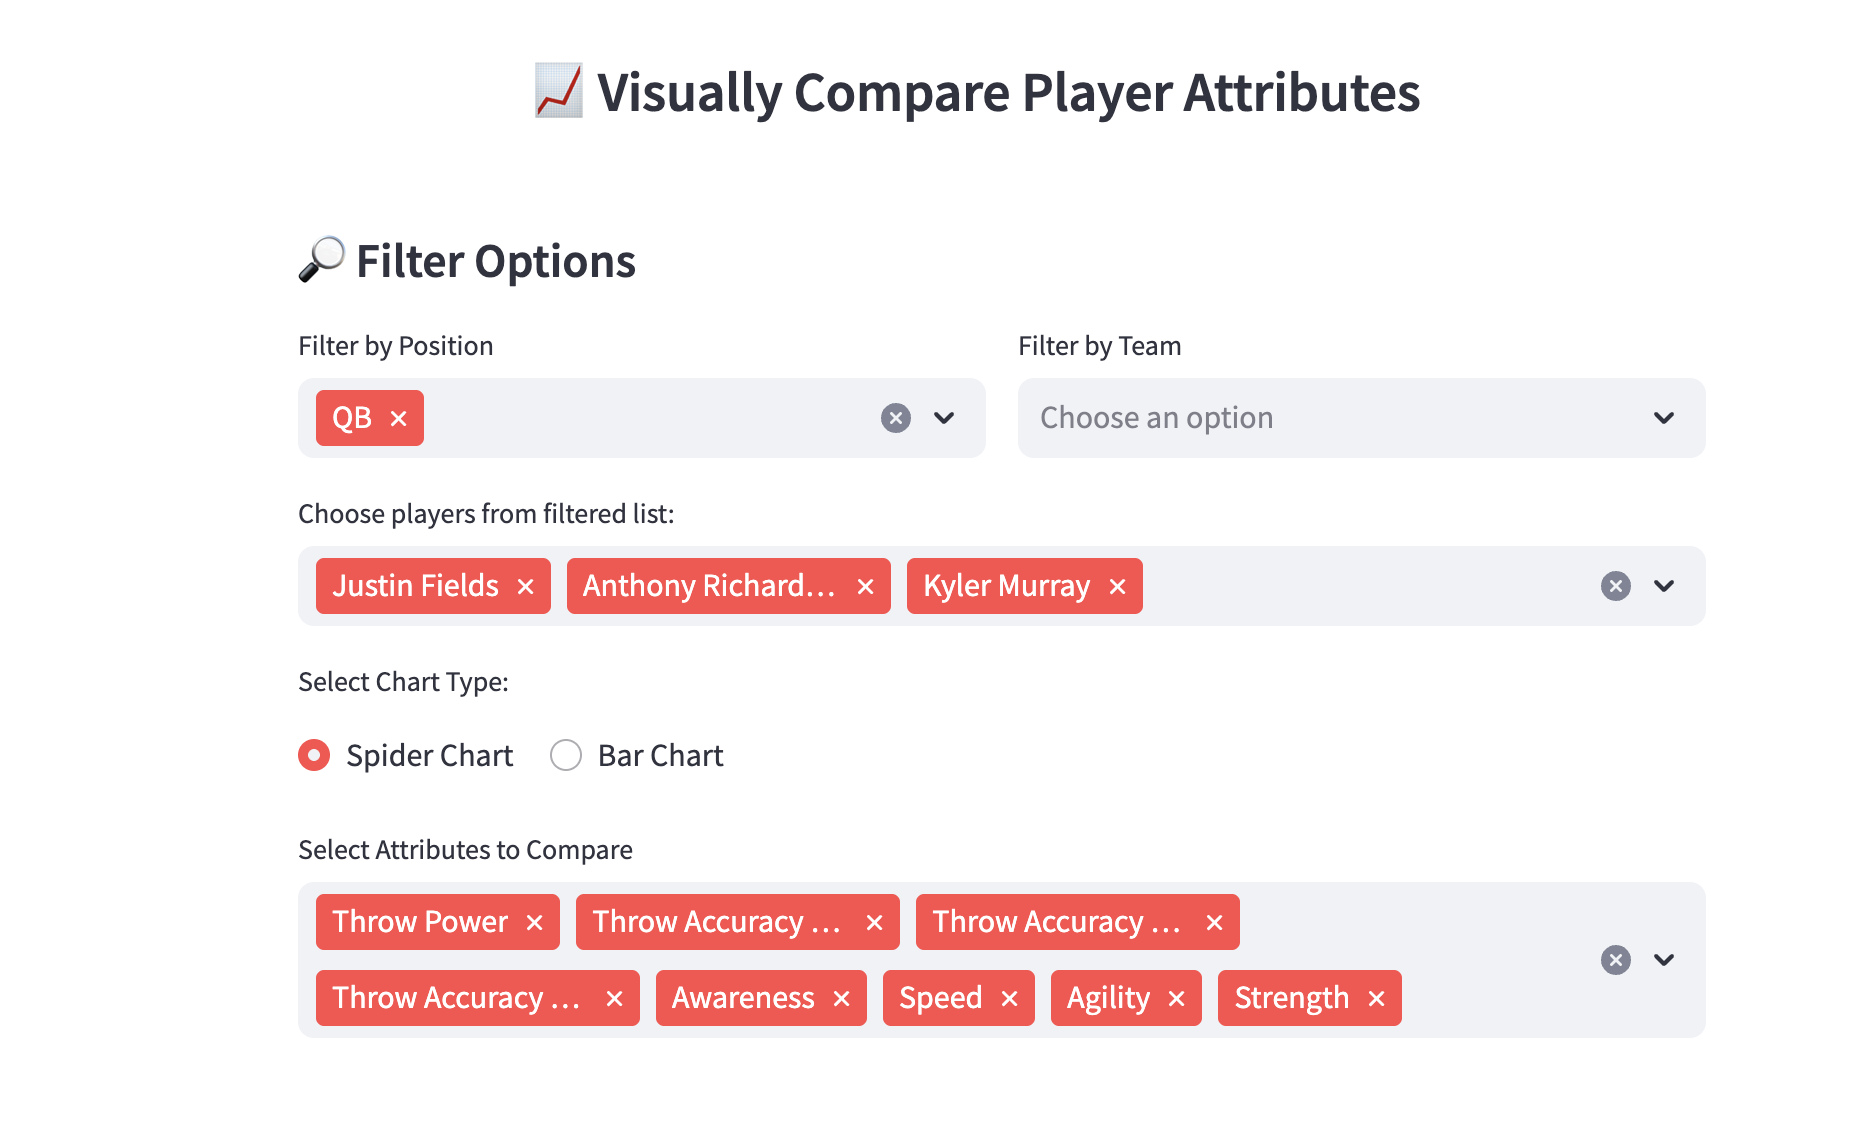 Visually Compare Player Attributes
Filter Options
Filter by Position
Filter by Team
QB
Choose an option
Choose players from filtered list:
Justin Fields
Anthony Richard...
Kyler Murray
Select Chart Type:
Spider Chart
Bar Chart
Select Attributes to Compare
Throw Power
Throw Accuracy ...
Throw Accuracy ...
Throw Accuracy ...
Awareness
Speed
Agility
Strength